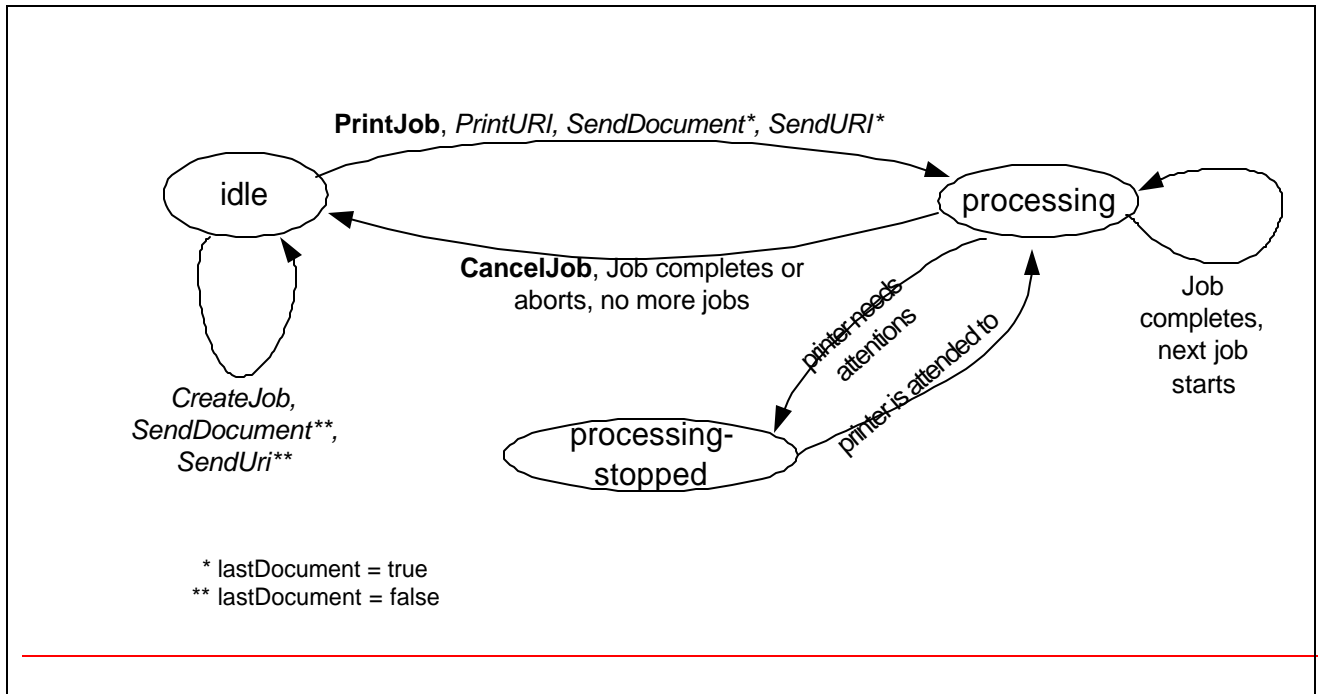 PrintJob, PrintURI, SendDocument*, SendURI*
idle
processing
CancelJob, Job completes or
aborts, no more jobs
Job
completes,
next job
starts
printer needs
attentions
printer is attended to
CreateJob,
SendDocument**,
SendUri**
processing-
stopped
* lastDocument = true
** lastDocument = false